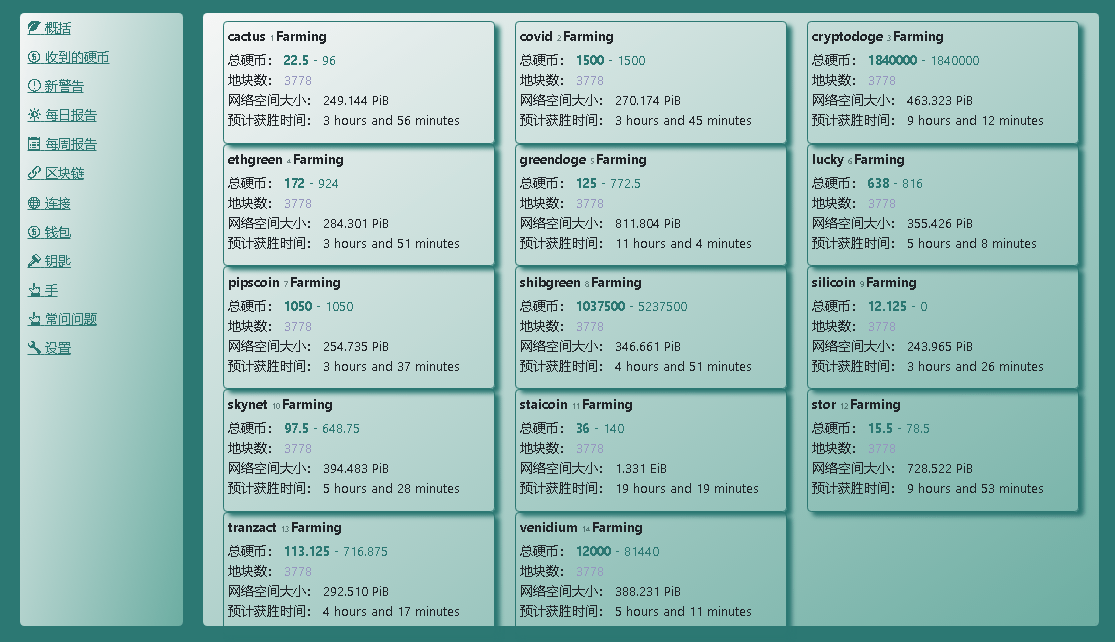 概括
收到的硬币
新警告
每日报告
每周报告
区块链
连接
钱包
钥匙
手
常问问题
设置
cactus 1 Farming
总硬币: 22.5 - 96
地块数: 3778
网络空间大小: 249.144 PiB
预计获胜时间: 3 hours and 56 minutes
covid 2 Farming
总硬币: 1500 - 1500
地块数: 3778
网络空间大小: 270.174 PiB
预计获胜时间: 3 hours and 45 minutes
cryptodoge 3 Farming
总硬币: 1840000 - 1840000
地块数: 3778
网络空间大小: 463.323 PiB
预计获胜时间: 9 hours and 12 minutes
ethgreen 4 Farming
总硬币: 172 - 924
地块数: 3778
网络空间大小: 284.301 PiB
预计获胜时间: 3 hours and 51 minutes
greendoge 5 Farming
总硬币: 125 - 772.5
地块数: 3778
网络空间大小: 811.804 PiB
预计获胜时间: 11 hours and 4 minutes
lucky 6 Farming
总硬币: 638 - 816
地块数: 3778
网络空间大小: 355.426 PiB
预计获胜时间: 5 hours and 8 minutes
pipscoin 7 Farming
总硬币: 1050 - 1050
地块数: 3778
网络空间大小: 254.735 PiB
预计获胜时间: 3 hours and 37 minutes
shibgreen 8 Farming
总硬币: 1037500 - 5237500
地块数: 3778
网络空间大小: 346.661 PiB
预计获胜时间: 4 hours and 51 minutes
silicoin 9 Farming
总硬币: 12.125 - 0
地块数: 3778
网络空间大小: 243.965 PiB
预计获胜时间: 3 hours and 26 minutes
skynet 10 Farming
总硬币: 97.5 - 648.75
地块数: 3778
网络空间大小: 394.483 PiB
预计获胜时间: 5 hours and 28 minutes
staicoin 11 Farming
总硬币: 36 - 140
地块数: 3778
网络空间大小: 1.331 EiB
预计获胜时间: 19 hours and 19 minutes
stor 12 Farming
总硬币: 15.5 - 78.5
地块数: 3778
网络空间大小: 728.522 PiB
预计获胜时间: 9 hours and 53 minutes
tranzact 13 Farming
总硬币: 113.125 - 716.875
地块数: 3778
网络空间大小: 292.510 PiB
预计获胜时间: 4 hours and 17 minutes
venidium 14 Farming
总硬币: 12000 - 81440
地块数: 3778
网络空间大小: 388.231 PiB
预计获胜时间: 5 hours and 11 minutes